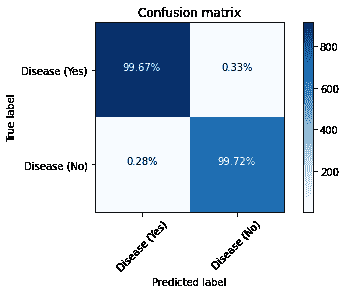 Confusion matrix
800
Disease (Yes)
99.67%
0.33%
600
True label
400
Disease (No)
0.28%
99.72%
200
Disease (Yes)
Disease (No)
Predicted label